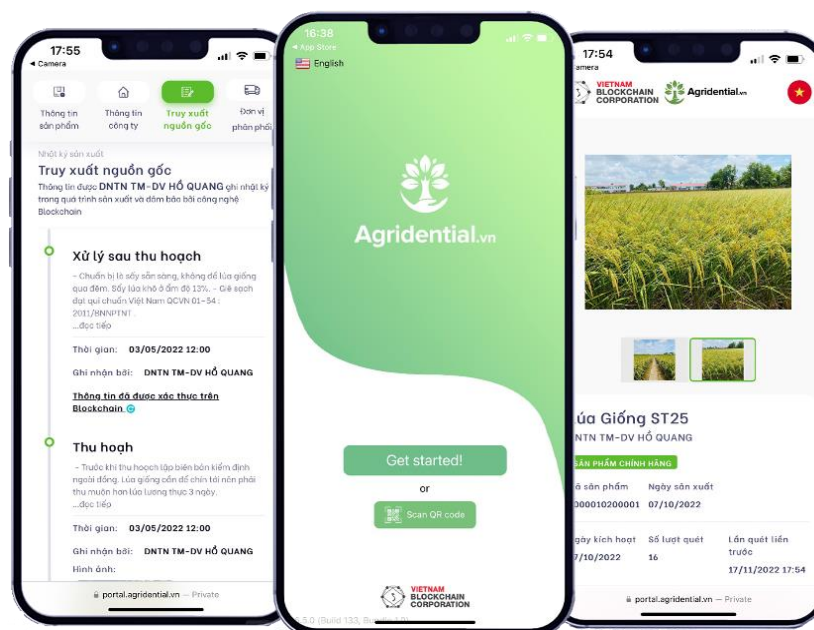 17:55
Camera
Thông tin
sản phẩm
Thông tin
công ty
Truy xuất
nguồn gốc
Đơn vị
phân phối
Nhật ký sản xuất
Truy xuất nguồn gốc
Thông tin được DNTN TM-DV HỒ QUANG ghi nhật ký
trong quá trình sản xuất và đảm bảo bởi công nghệ
Blockchain
Xử lý sau thu hoạch
- Chuẩn bị lò sấy sẵn sàng, không để lúa giống
qua đêm. Sấy lúa khô ở ẩm độ 13%. - Giê sạch
đạt qui chuẩn Việt Nam QCVN 01-54 :
2011/BNNPTNT
...đọc tiếp
Thời gian: 03/05/2022 12:00
Ghi nhận bởi: DNTN TM-DV HỒ QUANG
Thông tin đã được xác thực trên
Blockchain
Thu hoạh
- Trước khi thu hoạch lập biên bản kiểm định
ngoài đồng. Lúa giống cần để chín tới nên phải
thu muộn hơn lúa lương thực 3 ngày.
...đọc tiếp
Thời gian: 03/05/2022 12:00
Ghi nhận bởi: DNTN TM-DV HỒ QUANG
Hình ảnh:
portal.agridential.vn — Private
16:38
App Store
English
Agridential.vn
Get started!
or
Scan QR code
VIETNAM
BLOCKCHAIN
CORPORATION
5.0 (Build 133,
17:54
amera
VIETNAM
BLOCKCHAIN
CORPORATION
Agridential.vn
úa Giống ST25
NTN TM-DV HỒ QUANG
SẢN PHẨM CHÍNH HÃNG
ã sản phẩm
Ngày sản xuất
000010200001
07/10/2022
gày kích hoạt
Số lượt quét
Lần quét liền
trước
7/10/2022
16
17/11/2022 17:54
portal.agridential.vn — Private